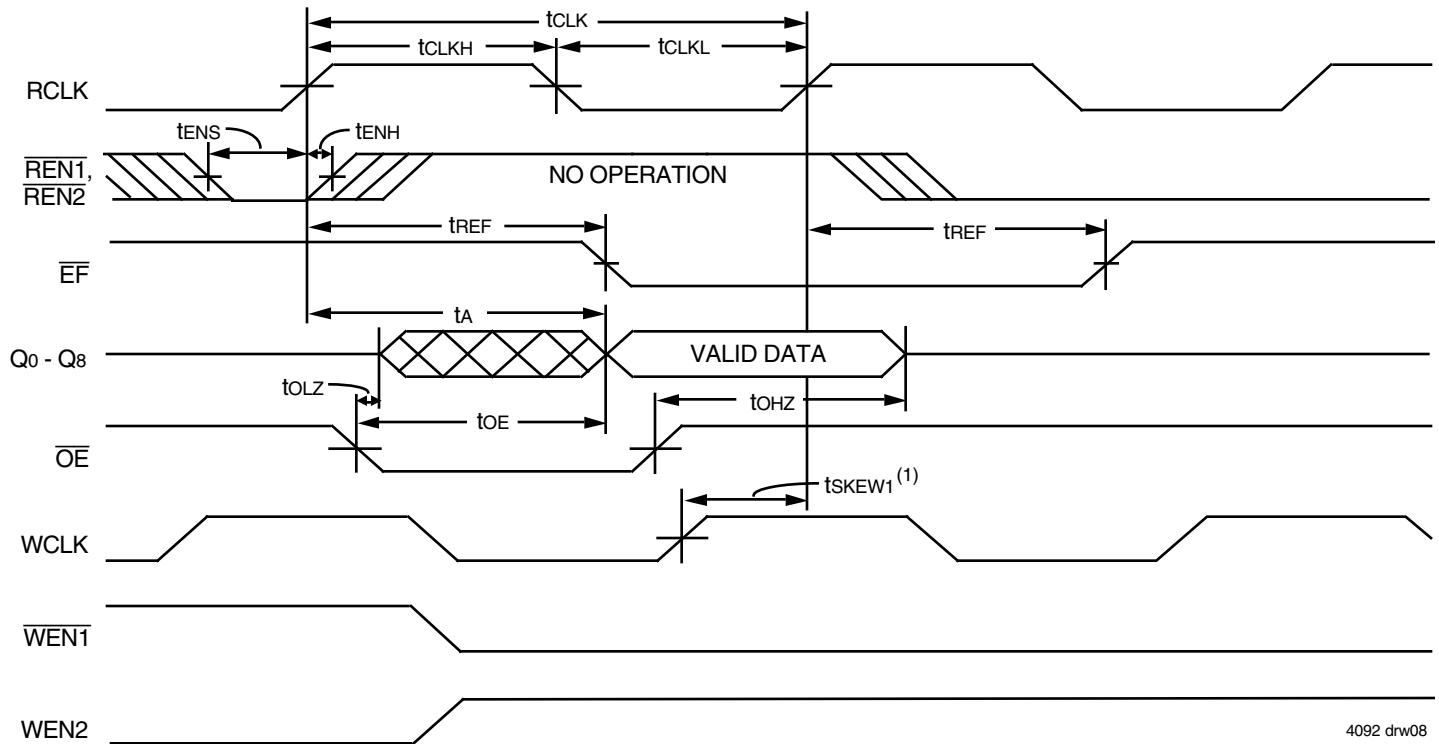 tCLK
tCLKH tCLKL
RCLK
tENS tENH
REN1,
REN2
NO OPERATION
tREF tREF
EF
tA
Q0 - Q8 VALID DATA
tOLZ tOE tOHZ
OE
tSKEW1(1)
WCLK
WEN1
WEN2
4092 drw08